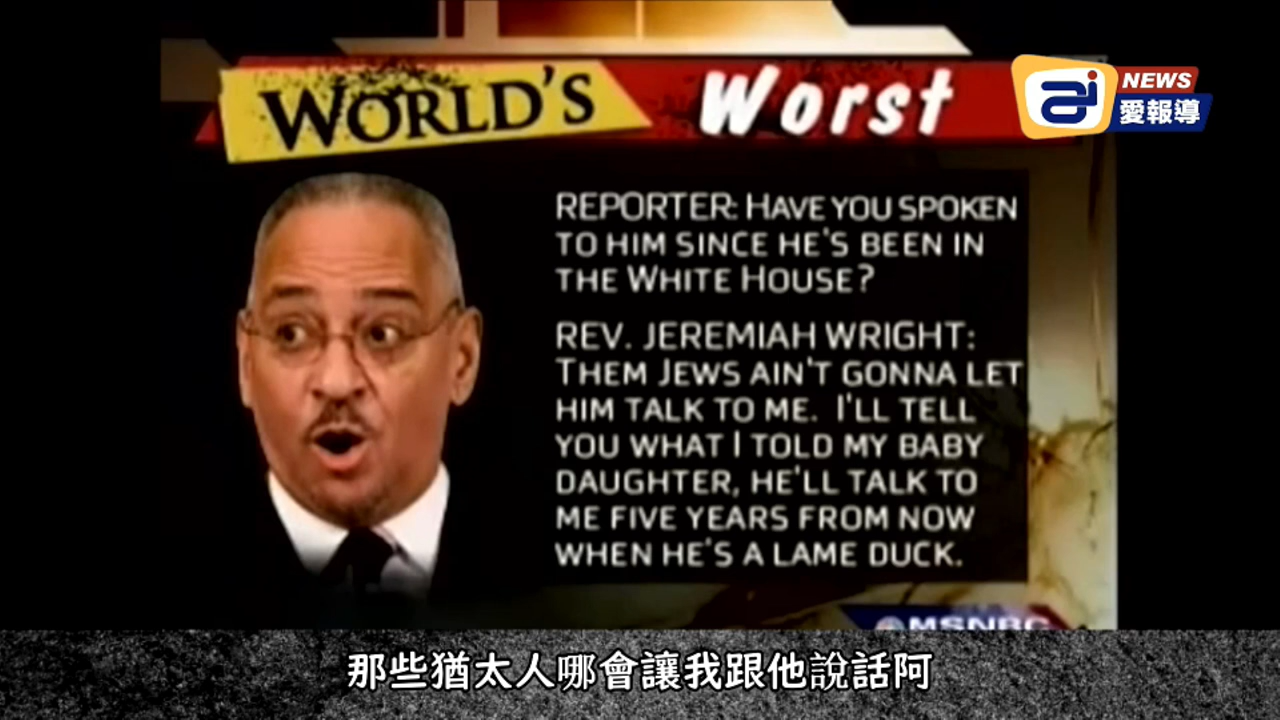 WORLD'S Worst
NEWS
愛報導
REPORTER: HAVE YOU SPOKEN
TO HIM SINCE HE'S BEEN IN
THE WHITE HOUSE?
REV. JEREMIAH WRIGHT:
THEM JEWS AIN'T GONNA LET
HIM TALK TO ME. I'LL TELL
YOU WHAT I TOLD MY BABY
DAUGHTER, HE'LL TALK TO
ME FIVE YEARS FROM NOW
WHEN HE'S A LAME DUCK.
MSNBC
那些猶太人哪會讓我跟他說話阿